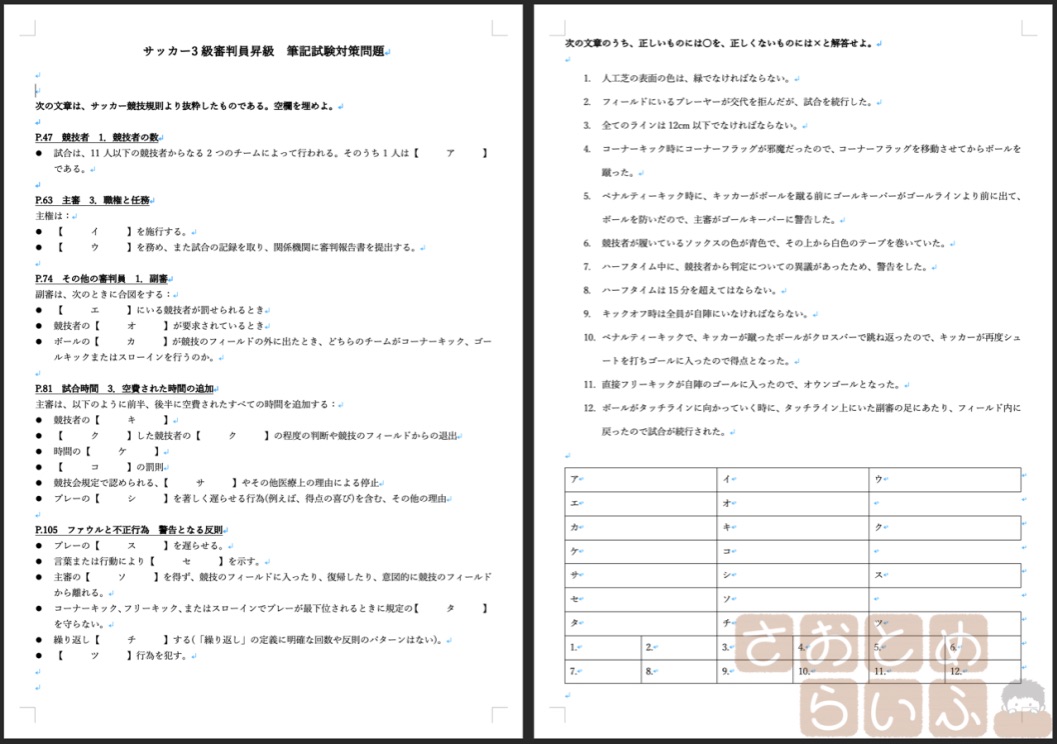 サッカー3級審判員昇級　筆記試験対策問題
次の文章は、サッカー競技規則より抜粋したものである。空欄を埋めよ。
P.47　競技者　1．競技者の数
● 試合は、11人以下の競技者からなる2つのチームによって行われる。そのうち1人は【　　ア　　】
である。
P.63　主審　3．職権と任務
主権は：
● 【　　イ　　】を施行する。
● 【　　ウ　　】を務め、また試合の記録を取り、関係機関に審判報告書を提出する。
P.74　その他の審判員　1．副審
副審は、次のときに合図をする：
● 【　　エ　　】にいる競技者が罰せられるとき
● 競技者の【　　オ　　】が要求されているとき
● ボールの【　　カ　　】が競技のフィールドの外に出たとき、どちらのチームがコーナーキック、ゴー
ルキックまたはスローインを行うのか。
P.81　試合時間　3．空費された時間の追加
主審は、以下のように前半、後半に空費されたすべての時間を追加する：
● 競技者の【　　キ　　】
● 【　　ク　　】した競技者の【　　ク　　】の程度の判断や競技のフィールドからの退出
● 時間の【　　ケ　　】
● 【　　コ　　】の罰則
● 競技会規定で認められる、【　　サ　　】やその他医療上の理由による停止
● プレーの【　　シ　　】を著しく遅らせる行為(例えば、得点の喜び)を含む、その他の理由
P.105　ファウルと不正行為　警告となる反則
● プレーの【　　ス　　】を遅らせる。
● 言葉または行動により【　　セ　　】を示す。
● 主審の【　　ソ　　】を得ず、競技のフィールドに入ったり、復帰したり、意図的に競技のフィールド
から離れる。
● コーナーキック、フリーキック、またはスローインでプレーが最下位されるときに規定の【　　タ　　】
を守らない。
● 繰り返し【　　チ　　】する(「繰り返し」の定義に明確な回数や反則のパターンはない)。
● 【　　ツ　　】行為を犯す。
次の文章のうち、正しいものには○を、正しくないものには×と解答せよ。
1. 人工芝の表面の色は、緑でなければならない。
2. フィールドにいるプレーヤーが交代を拒んだが、試合を続行した。
3. 全てのラインは12cm以下でなければならない。
4. コーナーキック時にコーナーフラッグが邪魔だったので、コーナーフラッグを移動させてからボールを
蹴った。
5. ペナルティーキック時に、キッカーがボールを蹴る前にゴールキーパーがゴールラインより前に出て、
ボールを防いだので、主審がゴールキーパーに警告した。
6. 競技者が履いているソックスの色が青色で、その上から白色のテープを巻いていた。
7. ハーフタイム中に、競技者から判定についての異議があったため、警告をした。
8. ハーフタイムは15分を超えてはならない。
9. キックオフ時は全員が自陣にいなければならない。
10. ペナルティーキックで、キッカーが蹴ったボールがクロスバーで跳ね返ったので、キッカーが再度シュ
ートを打ちゴールに入ったので得点となった。
11. 直接フリーキックが自陣のゴールに入ったので、オウンゴールとなった。
12. ボールがタッチラインに向かっていく時に、タッチライン上にいた副審の足にあたり、フィールド内に
戻ったので試合が続行された。
ア　イ　ウ
エ　オ
カ　キ　ク
ケ　コ
サ　シ　ス
セ　ソ
タ　チ　ツ
1.　2.　3.　4.　5.　6.
7.　8.　9.　10.　11.　12.
さおとめ
らいふ